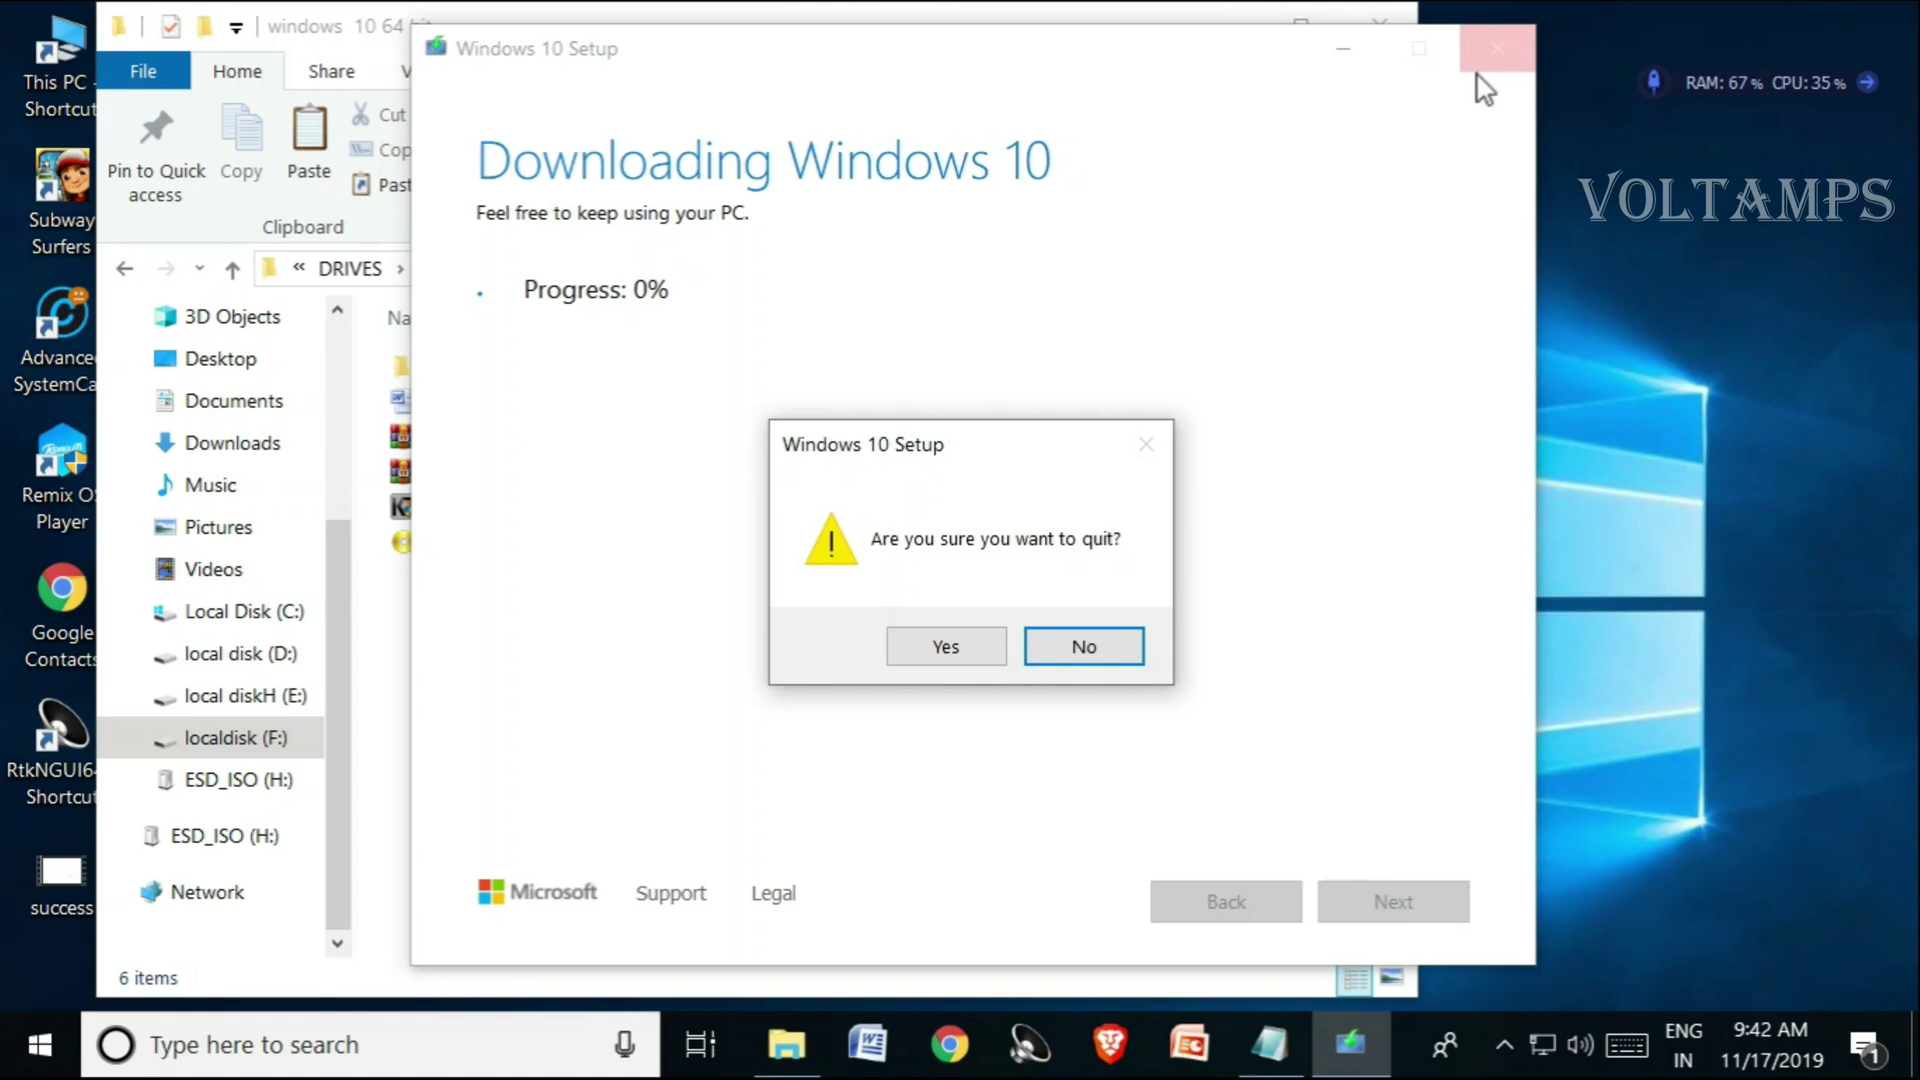 This PC -
Shortcut
Subway
Surfers
Advance
SystemCa
Remix O
Player
Google
Contacts
RtkNGUI64
Shortcut
success
windows 10 64
File
Home
Share
V
Pin to Quick
access
Copy
Paste
Cut
Cop
Past
Clipboard
« DRIVES ›
Na
3D Objects
Desktop
Documents
Downloads
Music
Pictures
Videos
Local Disk (C:)
local disk (D:)
local diskH (E:)
localdisk (F:)
ESD_ISO (H:)
ESD_ISO (H:)
Network
6 items
Windows 10 Setup
Downloading Windows 10
Feel free to keep using your PC.
Progress: 0%
Windows 10 Setup
Are you sure you want to quit?
Yes
No
Microsoft
Support
Legal
Back
Next
RAM: 67 % CPU: 35 %
VOLTAMPS
Type here to search
ENG
IN
9:42 AM
11/17/2019
1